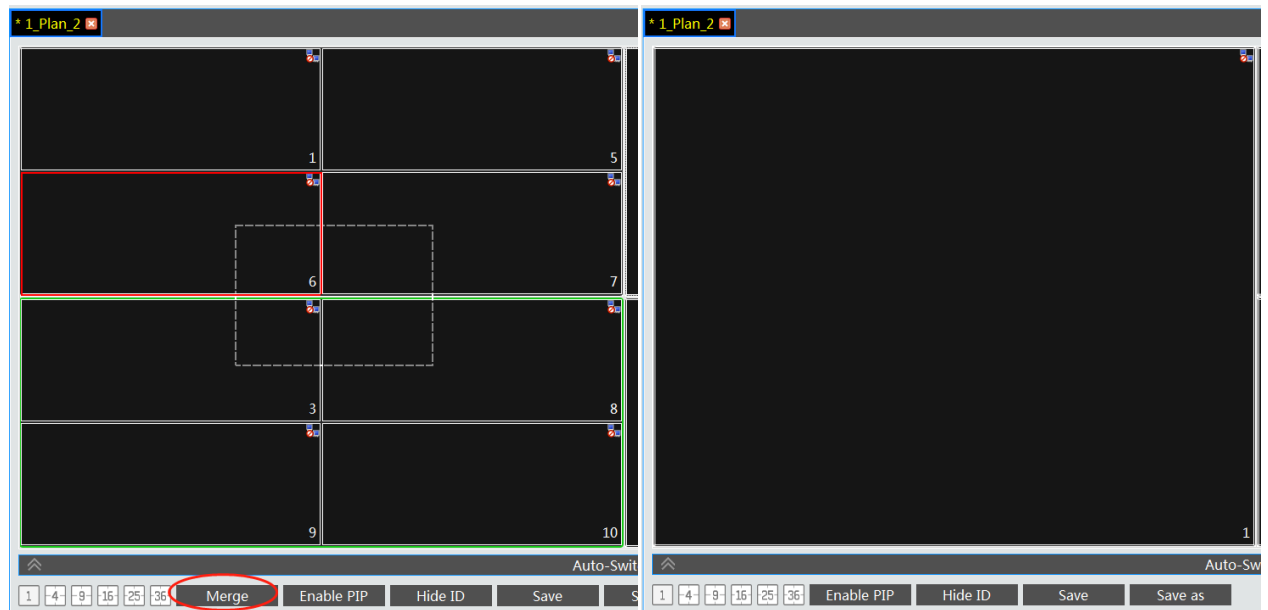 * 1_Plan_2
1
5
6
7
3
8
9
10
Auto-Swit
1 4 9 16 25 36 Merge Enable PIP Hide ID Save S
* 1_Plan_2
1
Auto-Sw
1 4 9 16 25 36 Enable PIP Hide ID Save Save as